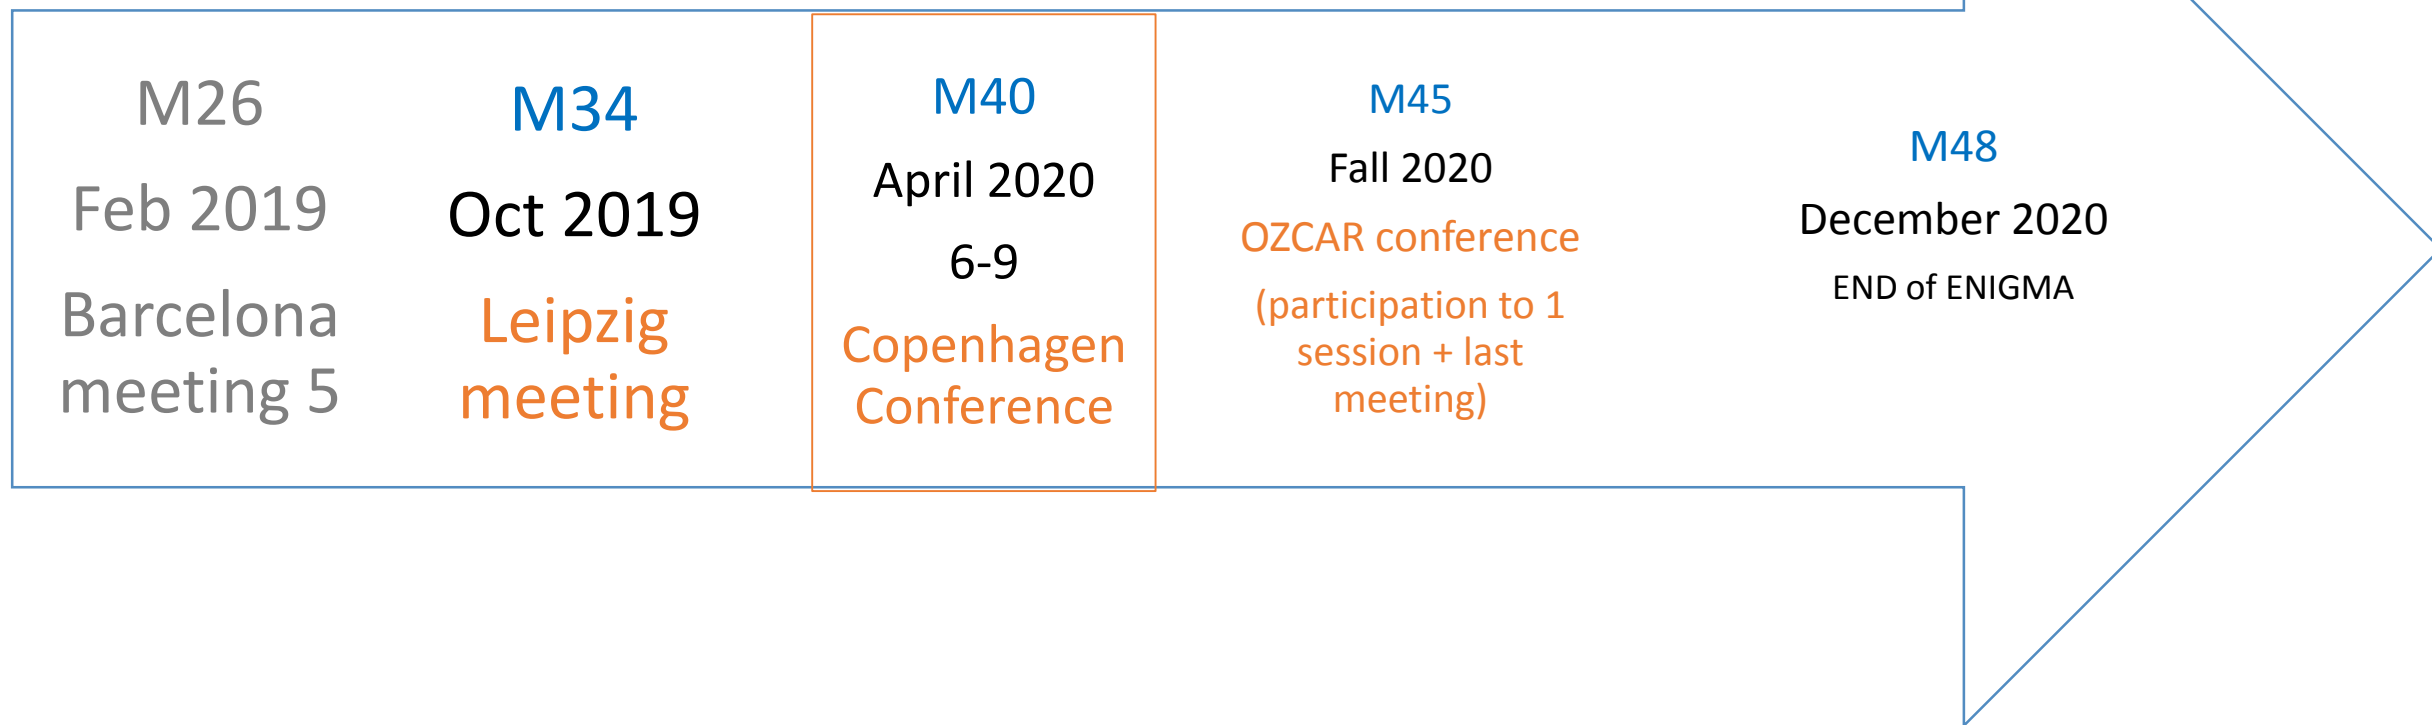 M26
Feb 2019
Barcelona
meeting 5
M34
Oct 2019
Leipzig
meeting
M40
April 2020
6-9
Copenhagen
Conference
M45
Fall 2020
OZCAR conference
(participation to 1
session + last
meeting)
M48
December 2020
END of ENIGMA